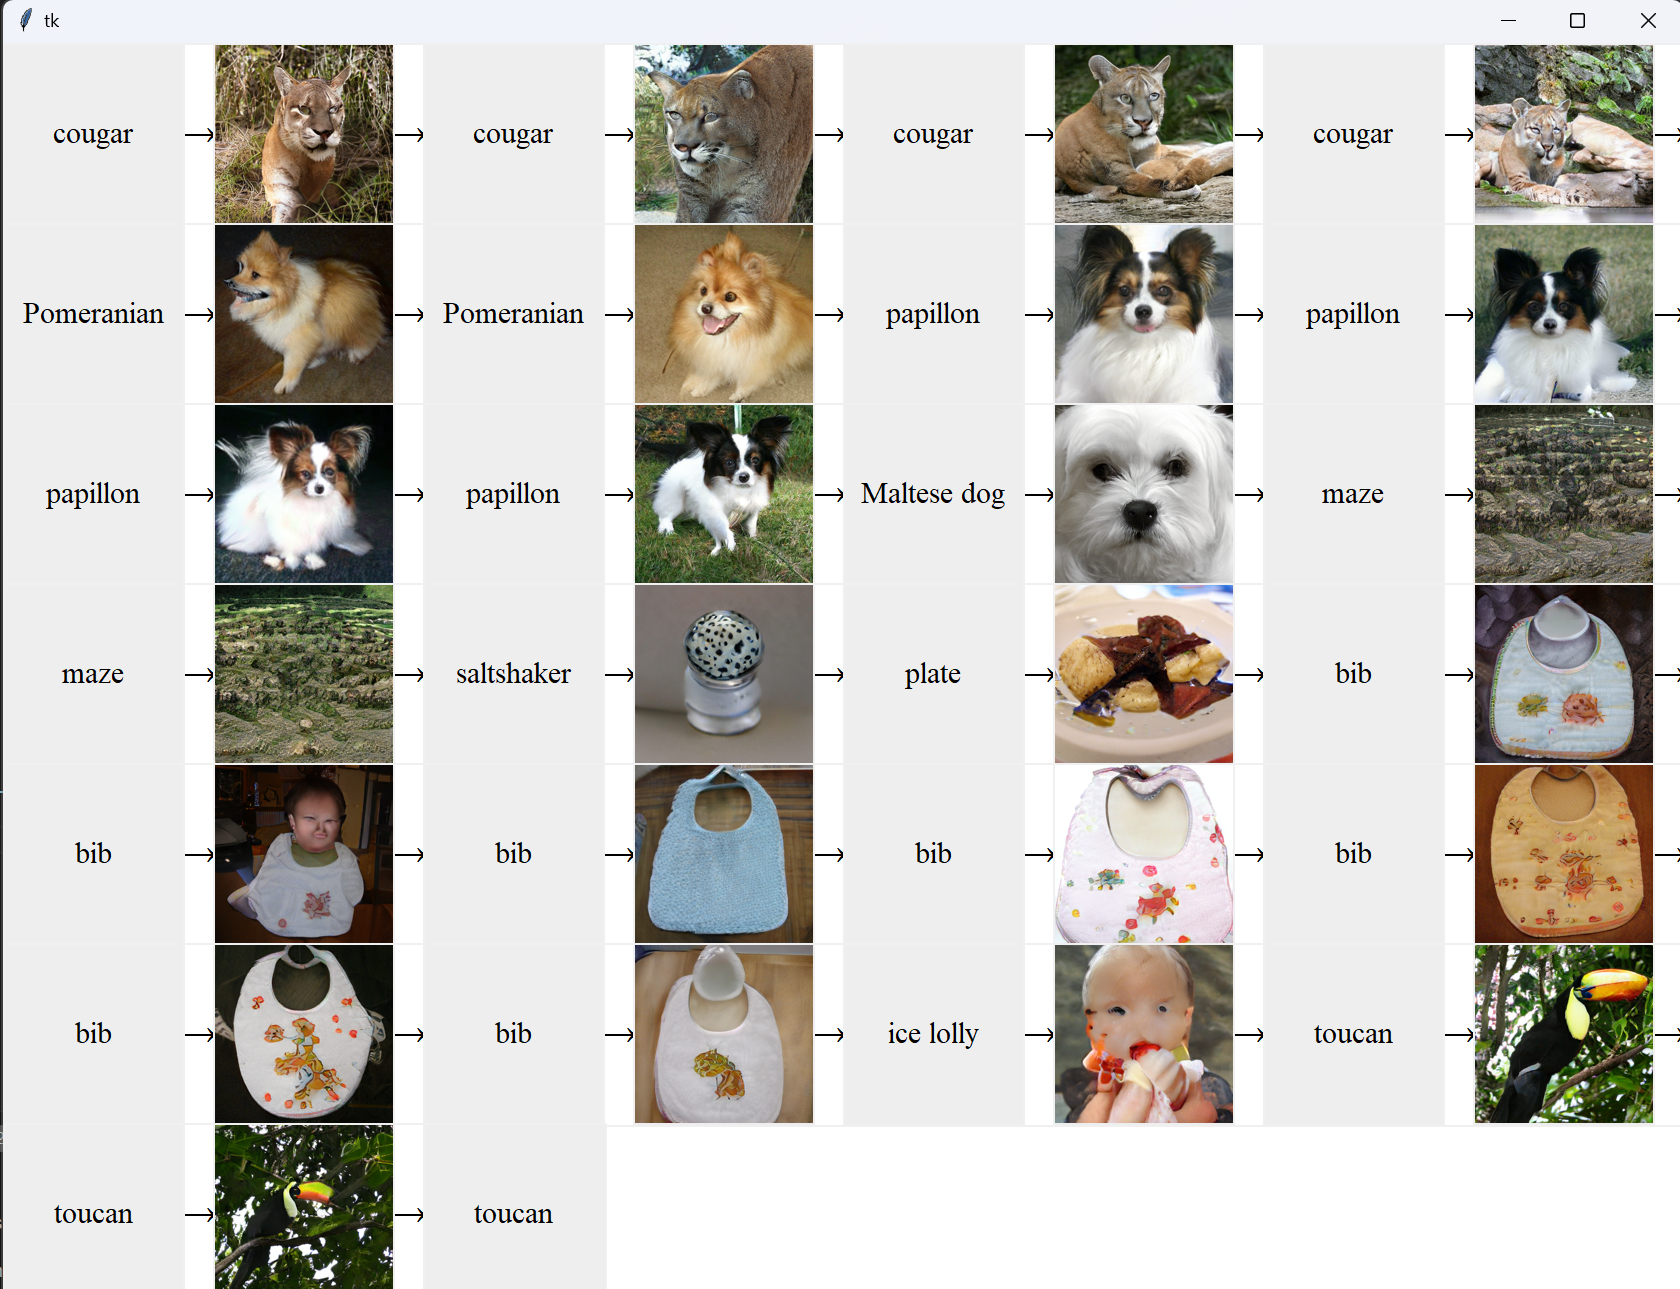 tk
cougar
cougar
cougar
cougar
Pomeranian
Pomeranian
papillon
papillon
papillon
papillon
Maltese dog
maze
maze
saltshaker
plate
bib
bib
bib
bib
bib
bib
bib
ice lolly
toucan
toucan
toucan